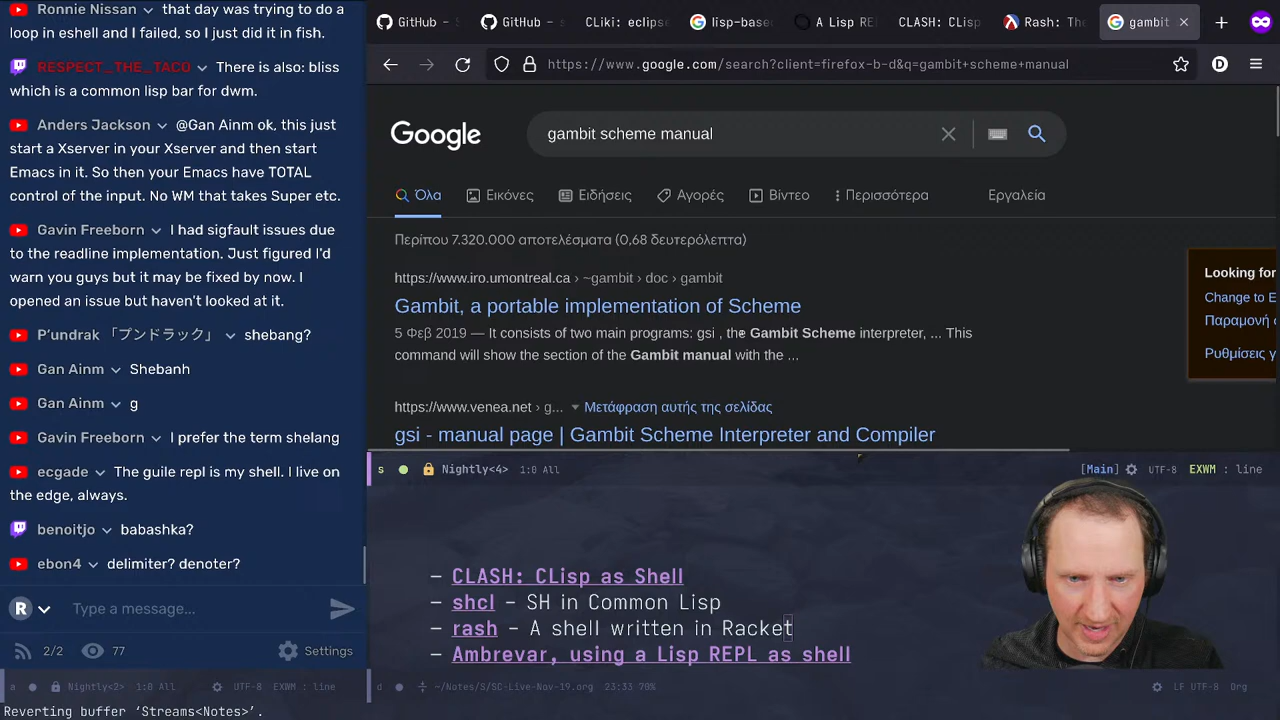 Ronnie Nissan that day was trying to do a
loop in eshell and I failed, so I just did it in fish.
RESPECT_THE_TACO There is also: bliss
which is a common lisp bar for dwm.
Anders Jackson @Gan Ainm ok, this just
start a Xserver in your Xserver and then start
Emacs in it. So then your Emacs have TOTAL
control of the input. No WM that takes Super etc.
Gavin Freeborn I had sigfault issues due
to the readline implementation. Just figured I'd
warn you guys but it may be fixed by now. I
opened an issue but haven't looked at it.
P'undrak 「プンドラック」 shebang?
Gan Ainm Shebanh
Gan Ainm g
Gavin Freeborn I prefer the term shelang
ecgade The guile repl is my shell. I live on
the edge, always.
benoitjo babashka?
ebon4 delimiter? denoter?
R Type a message...
2/2 77 Settings
a Nightly<2> 1:0 All UTF-8 EXWM : line
GitHub - GitHub - s CLiki: eclipse lisp-base A Lisp RE CLASH: CLisp Rash: The gambit
https://www.google.com/search?client=firefox-b-d&q=gambit+scheme+manual
Google
gambit scheme manual
Όλα Εικόνες Ειδήσεις Αγορές Βίντεο Περισσότερα Εργαλεία
Περίπου 7.320.000 αποτελέσματα (0,68 δευτερόλεπτα)
https://www.iro.umontreal.ca › ~gambit › doc › gambit
Gambit, a portable implementation of Scheme
5 Φεβ 2019 — It consists of two main programs: gsi , the Gambit Scheme interpreter, ... This
command will show the section of the Gambit manual with the ...
https://www.venea.net › g... Μετάφραση αυτής της σελίδας
gsi - manual page | Gambit Scheme Interpreter and Compiler
Looking for
Change to E
Παραμονή σ
Ρυθμίσεις γ
s Nightly<4> 1:0 All [Main] UTF-8 EXWM : line
– CLASH: CLisp as Shell
– shcl – SH in Common Lisp
– rash – A shell written in Racket
– Ambrevar, using a Lisp REPL as shell
d ~/Notes/S/SC-Live-Nov-19.org 23:33 70% LF UTF-8 Org
Reverting buffer ‘Streams<Notes>’.